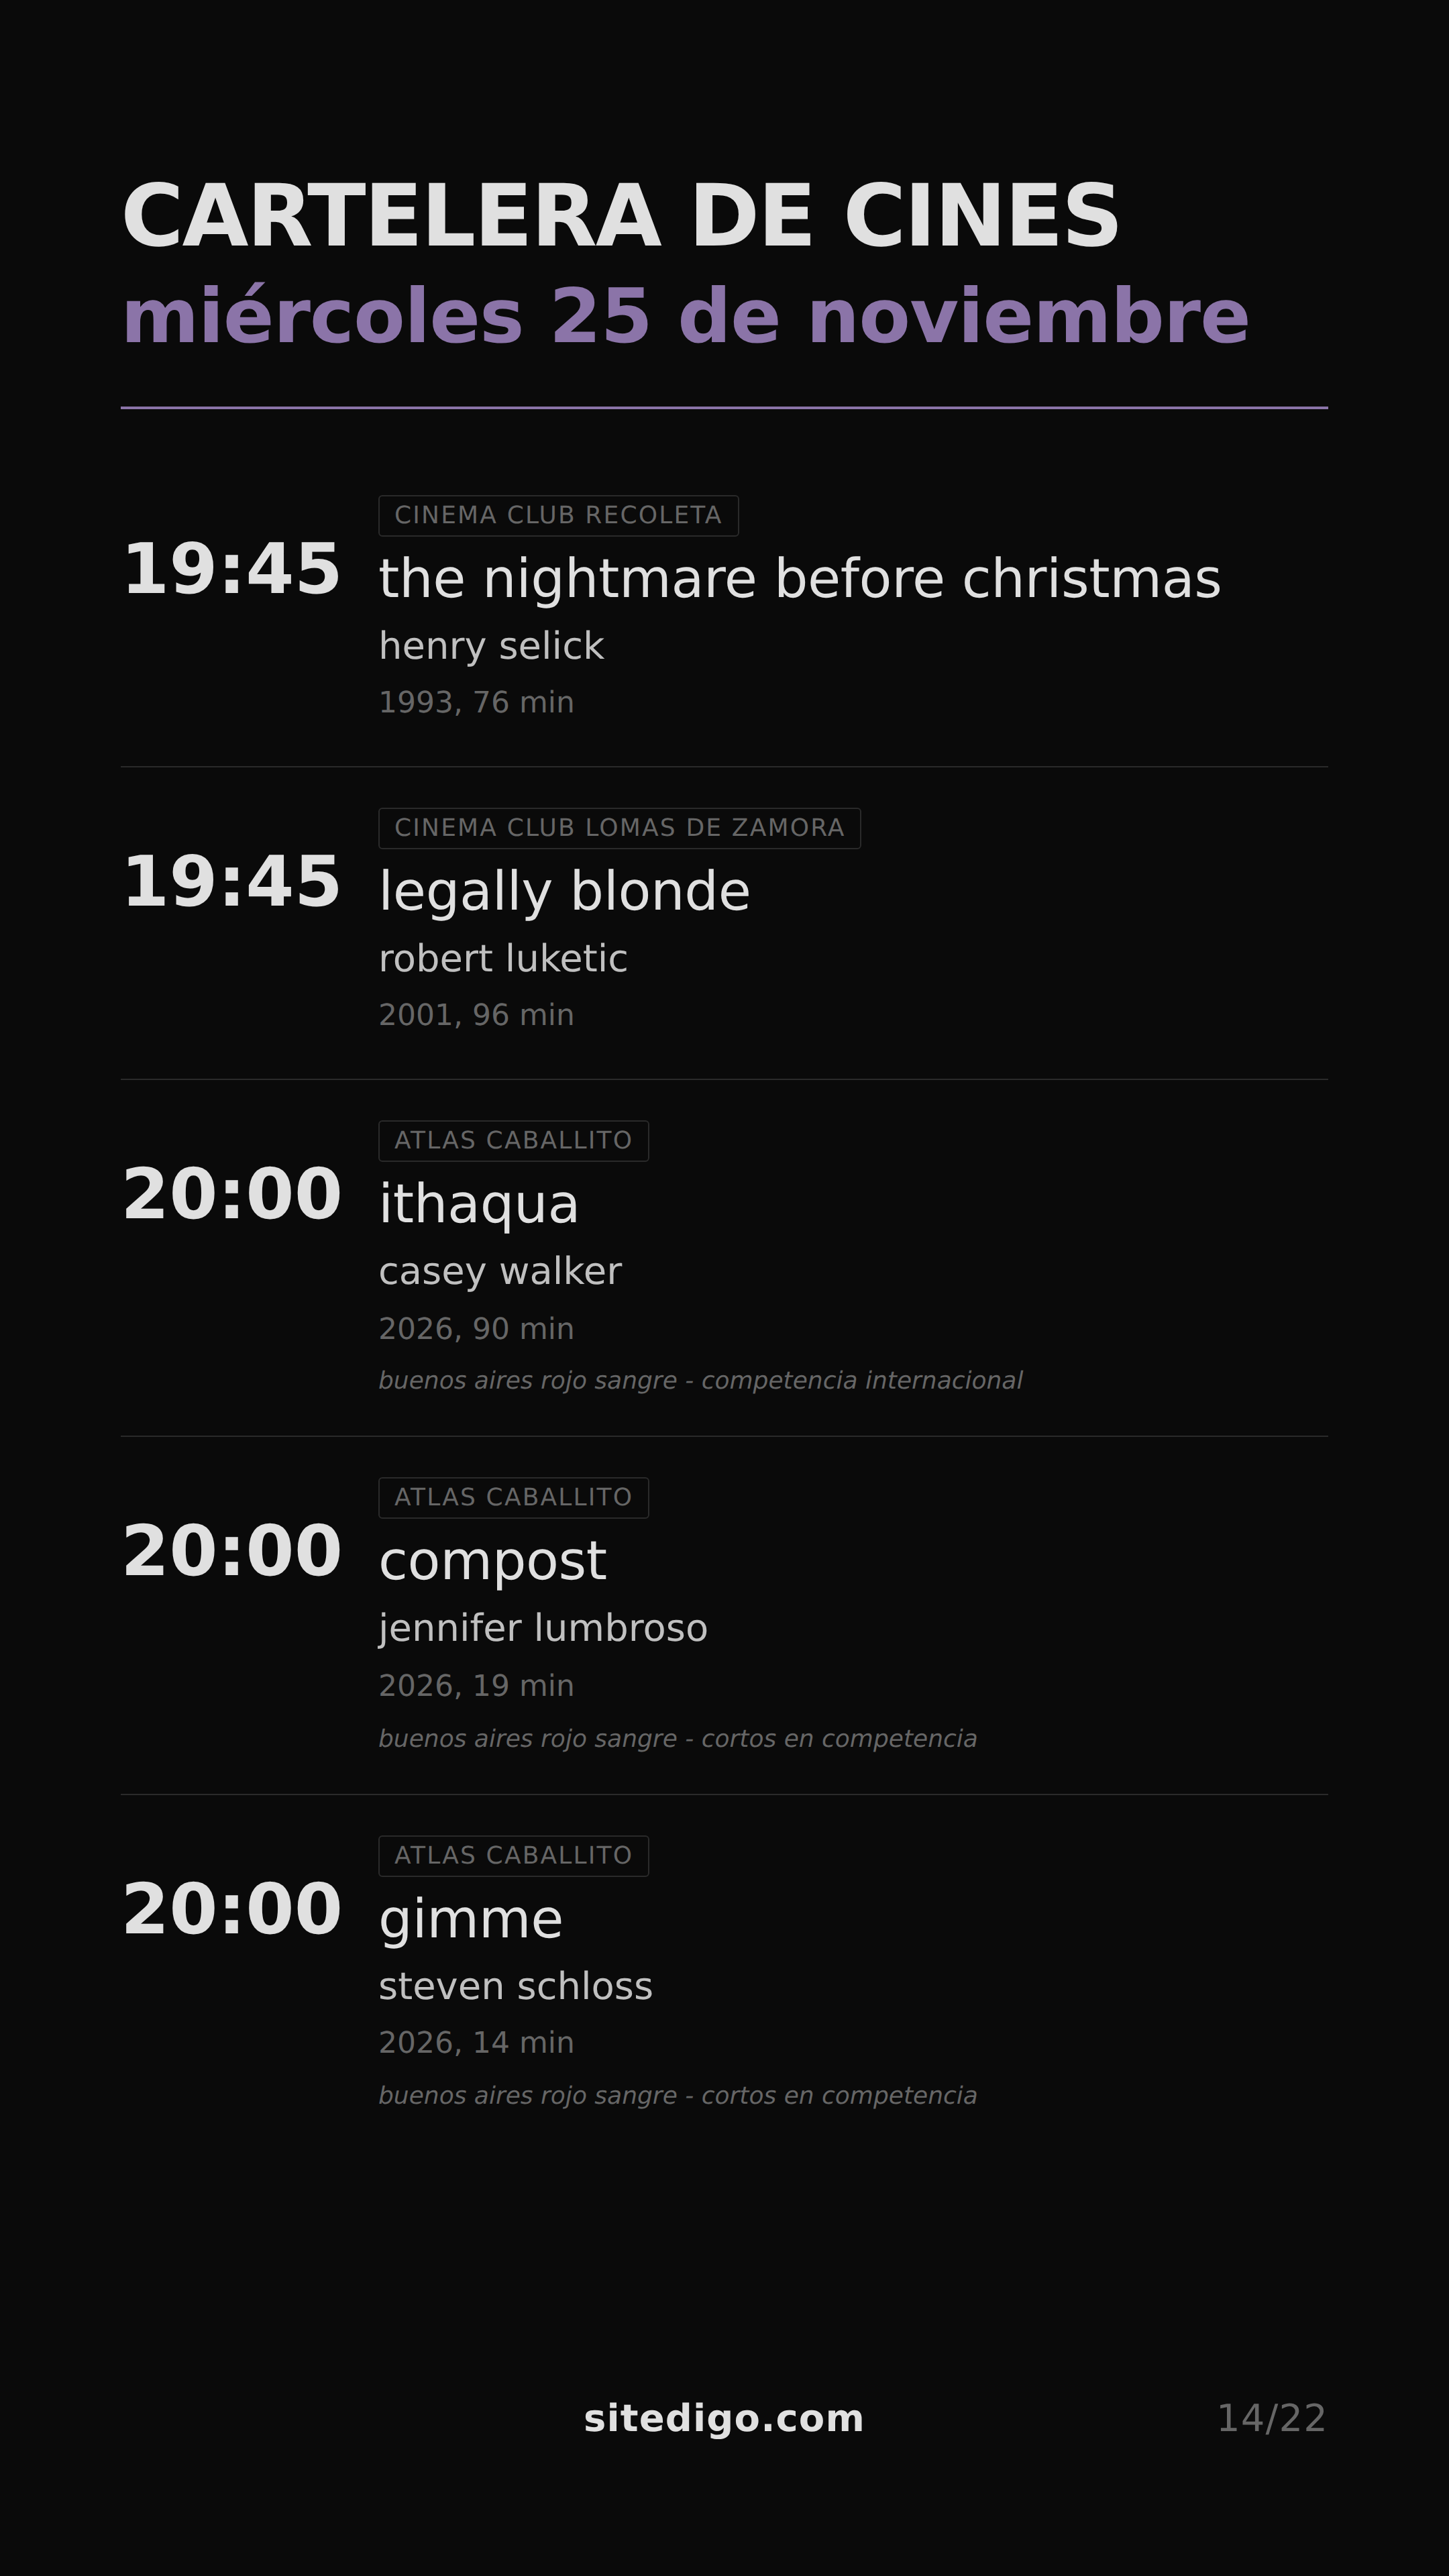 CARTELERA DE CINES
miércoles 25 de noviembre
CINEMA CLUB RECOLETA
19:45
the nightmare before christmas
henry selick
1993, 76 min
CINEMA CLUB LOMAS DE ZAMORA
19:45
legally blonde
robert luketic
2001, 96 min
ATLAS CABALLITO
20:00
ithaqua
casey walker
2026, 90 min
buenos aires rojo sangre - competencia internacional
ATLAS CABALLITO
20:00
compost
jennifer lumbroso
2026, 19 min
buenos aires rojo sangre - cortos en competencia
ATLAS CABALLITO
20:00
gimme
steven schloss
2026, 14 min
buenos aires rojo sangre - cortos en competencia
sitedigo.com
14/22